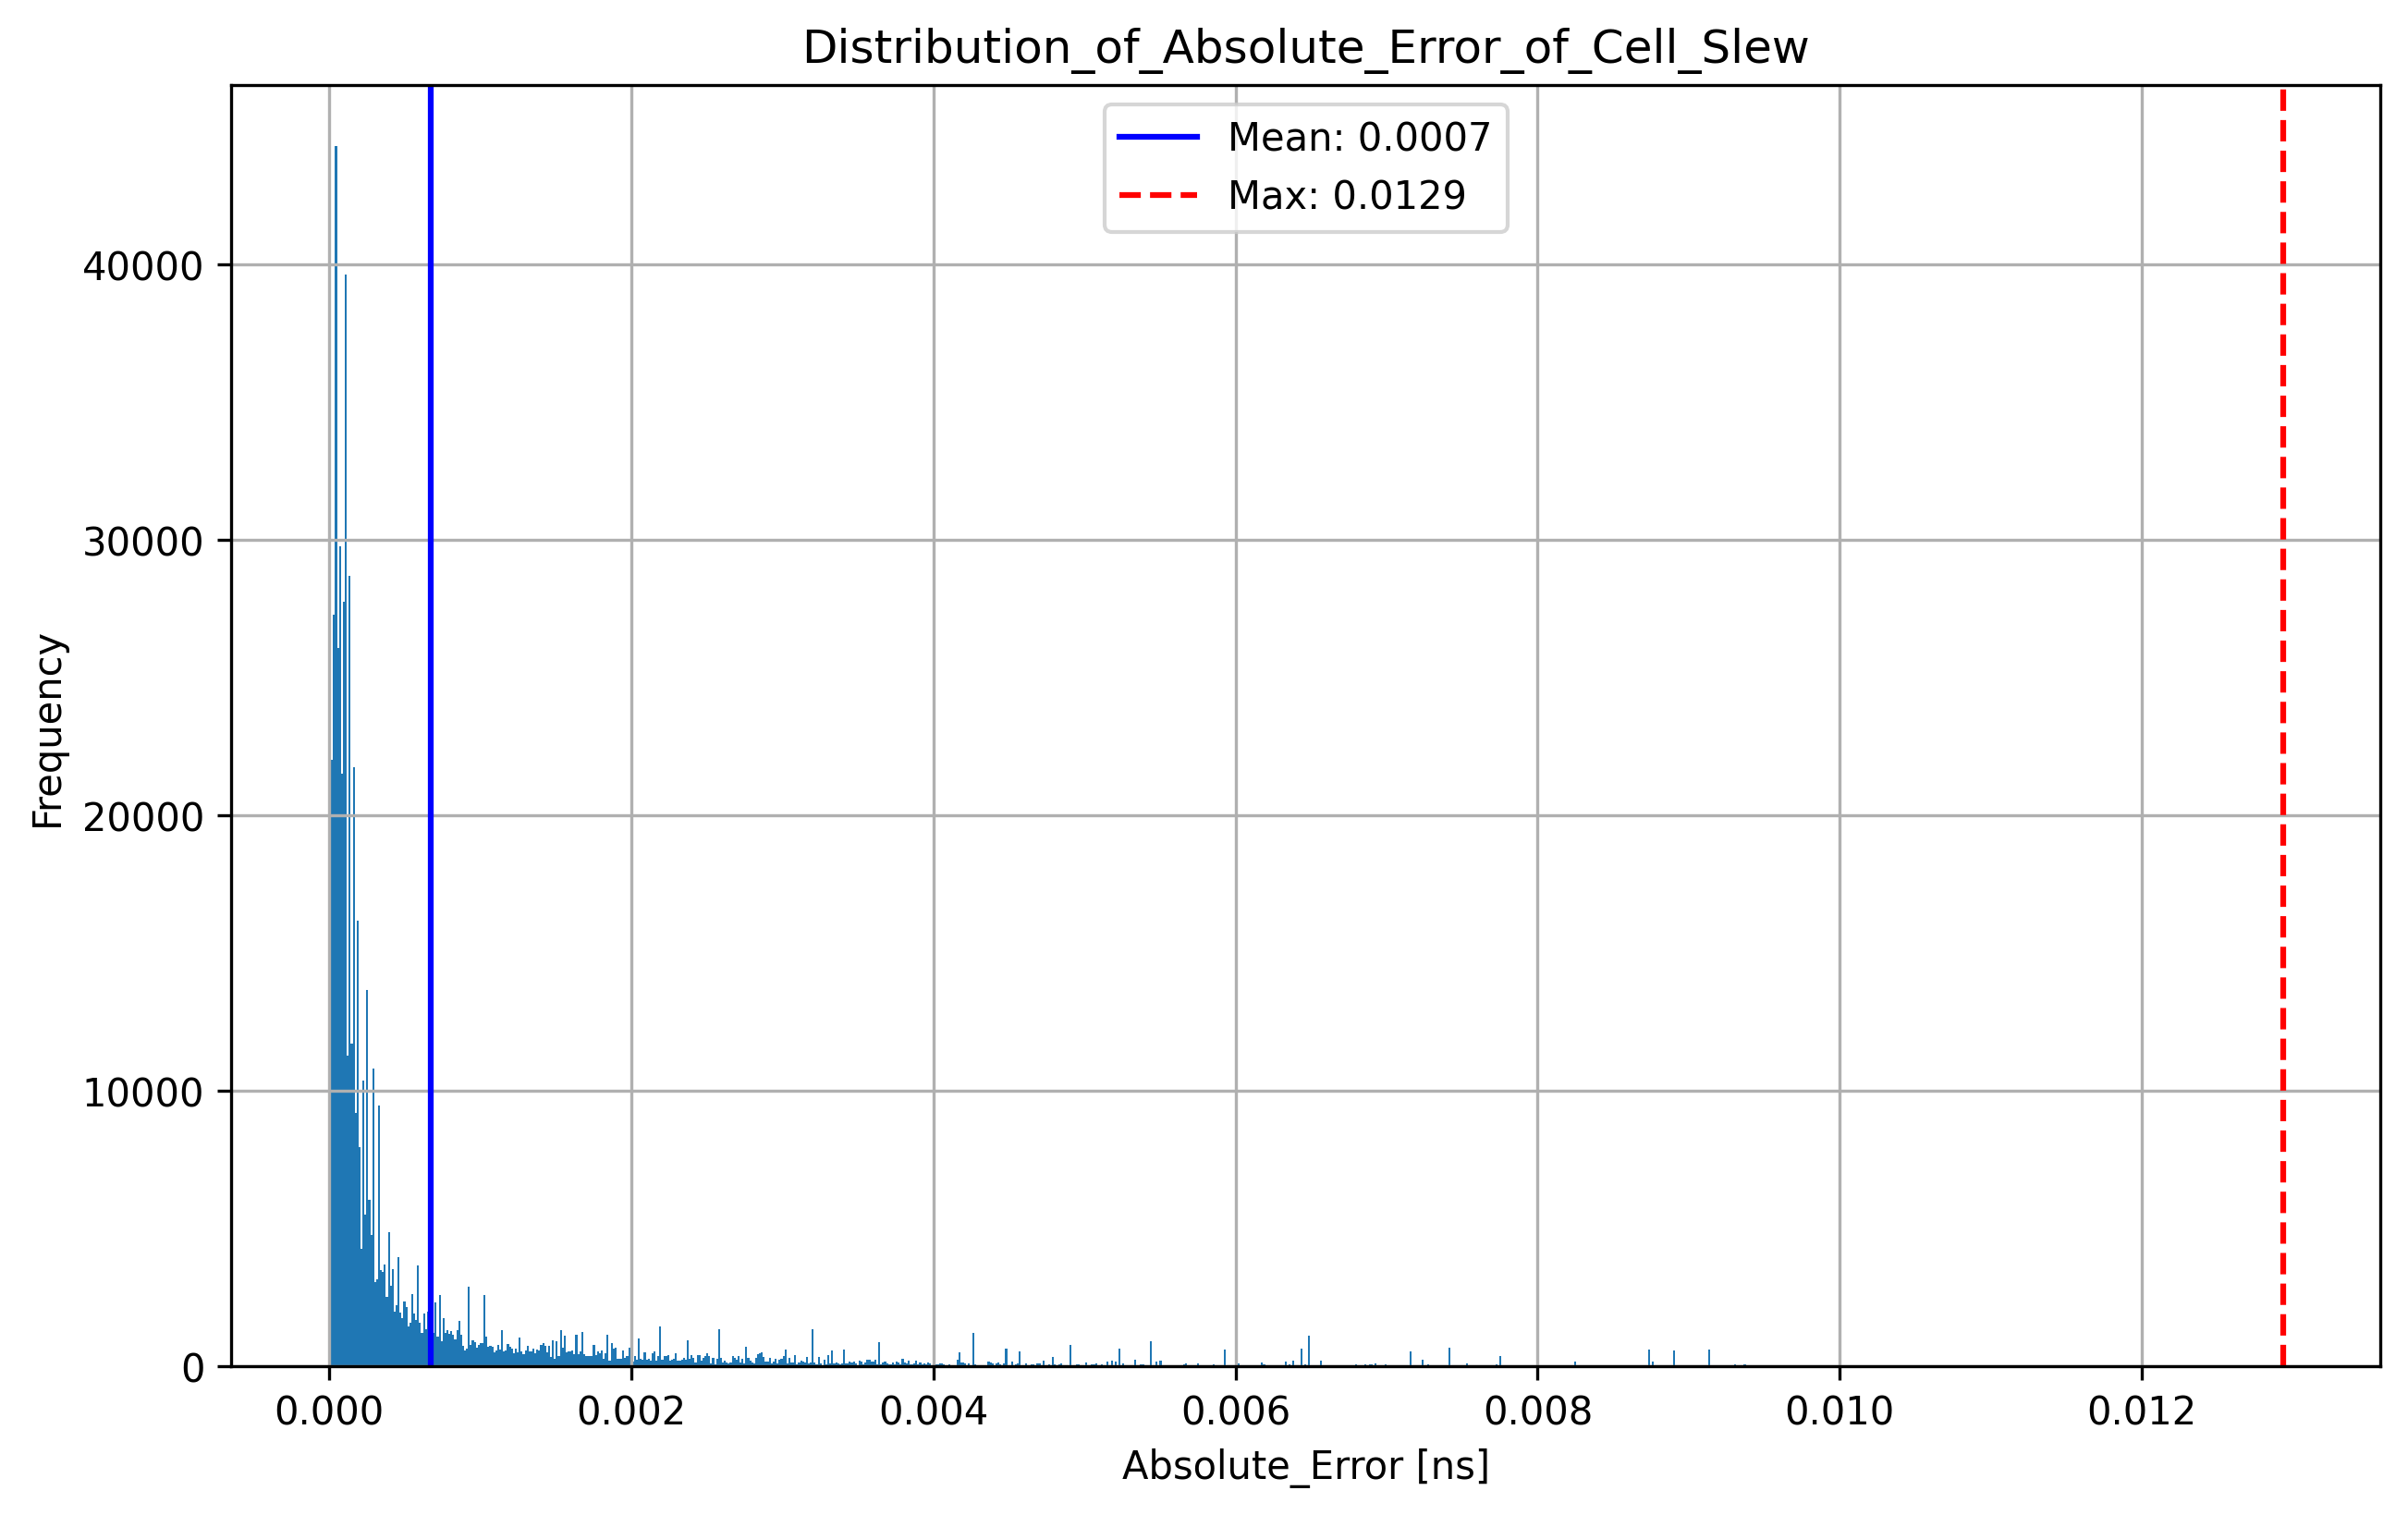 Distribution_of_Absolute_Error_of_Cell_Slew
Mean: 0.0007
Max: 0.0129
40000
30000
20000
10000
0
Frequency
0.000 0.002 0.004 0.006 0.008 0.010 0.012
Absolute_Error [ns]